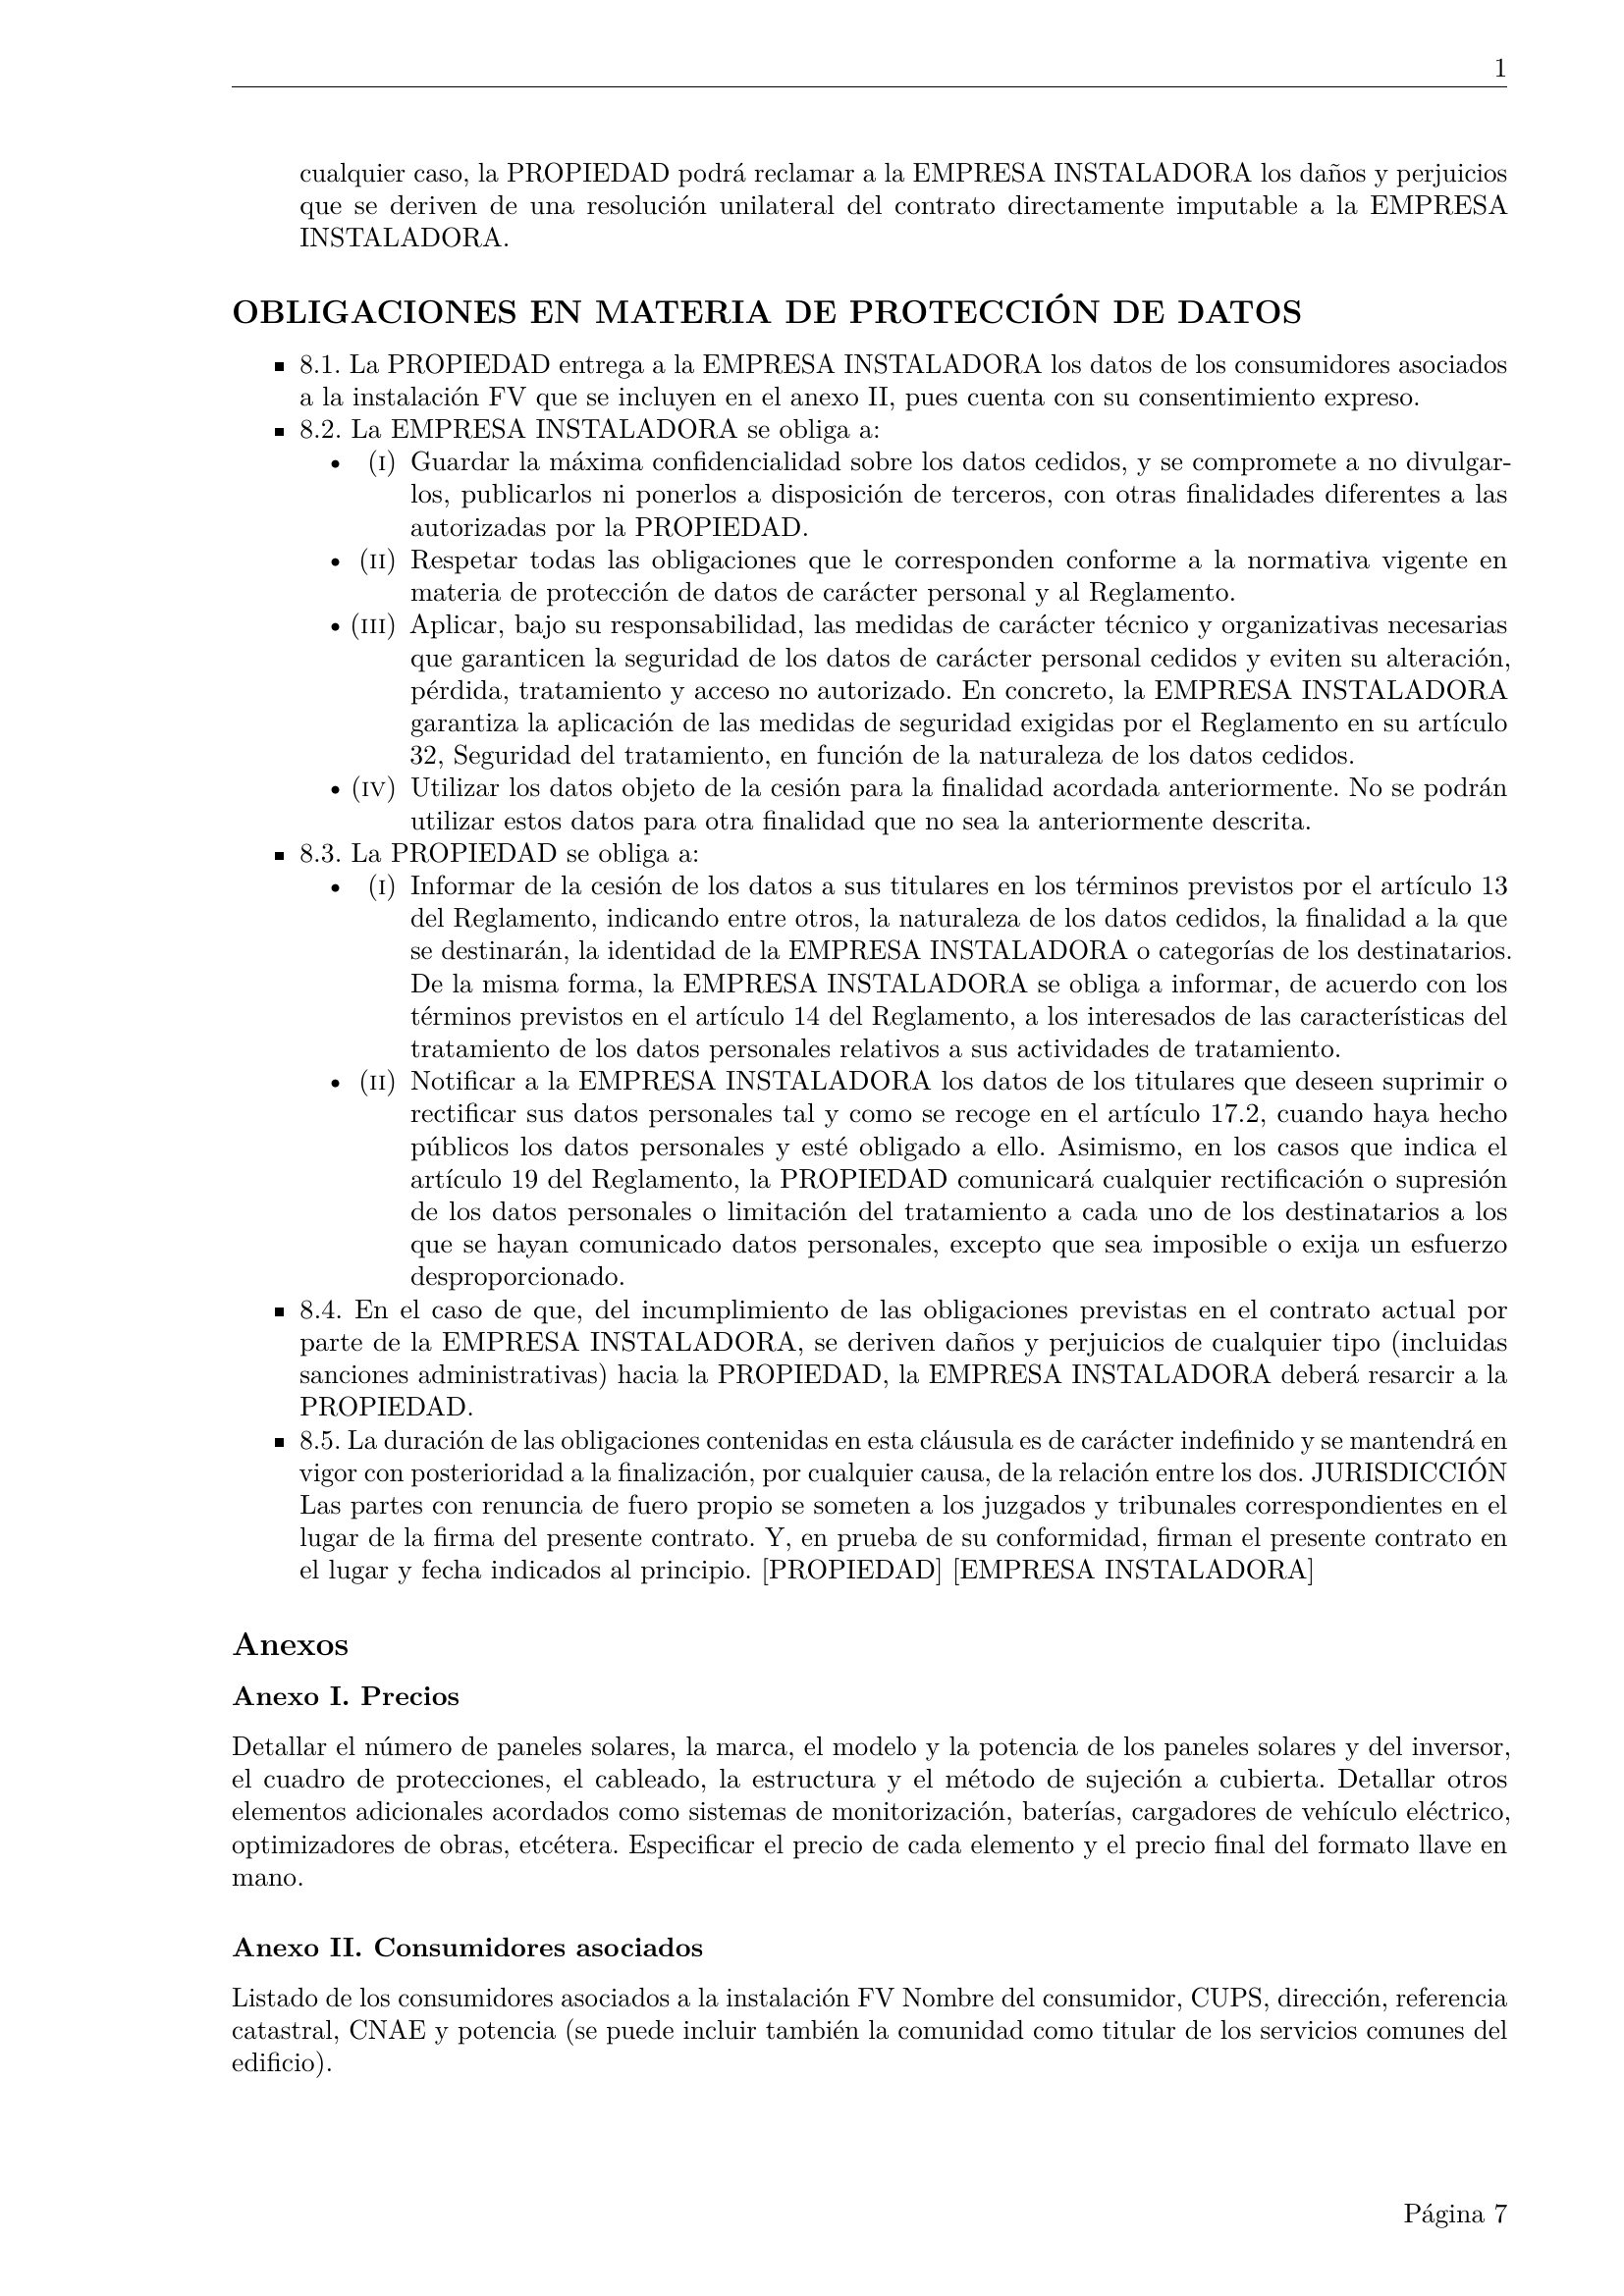 1
cualquier caso, la PROPIEDAD podrá reclamar a la EMPRESA INSTALADORA los daños y perjuicios
que se deriven de una resolución unilateral del contrato directamente imputable a la EMPRESA
INSTALADORA.
OBLIGACIONES EN MATERIA DE PROTECCIÓN DE DATOS
▪ 8.1. La PROPIEDAD entrega a la EMPRESA INSTALADORA los datos de los consumidores asociados
a la instalación FV que se incluyen en el anexo II, pues cuenta con su consentimiento expreso.
▪ 8.2. La EMPRESA INSTALADORA se obliga a:
• (I) Guardar la máxima confidencialidad sobre los datos cedidos, y se compromete a no divulgar-
los, publicarlos ni ponerlos a disposición de terceros, con otras finalidades diferentes a las
autorizadas por la PROPIEDAD.
• (II) Respetar todas las obligaciones que le corresponden conforme a la normativa vigente en
materia de protección de datos de carácter personal y al Reglamento.
• (III) Aplicar, bajo su responsabilidad, las medidas de carácter técnico y organizativas necesarias
que garanticen la seguridad de los datos de carácter personal cedidos y eviten su alteración,
pérdida, tratamiento y acceso no autorizado. En concreto, la EMPRESA INSTALADORA
garantiza la aplicación de las medidas de seguridad exigidas por el Reglamento en su artículo
32, Seguridad del tratamiento, en función de la naturaleza de los datos cedidos.
• (IV) Utilizar los datos objeto de la cesión para la finalidad acordada anteriormente. No se podrán
utilizar estos datos para otra finalidad que no sea la anteriormente descrita.
▪ 8.3. La PROPIEDAD se obliga a:
• (I) Informar de la cesión de los datos a sus titulares en los términos previstos por el artículo 13
del Reglamento, indicando entre otros, la naturaleza de los datos cedidos, la finalidad a la que
se destinarán, la identidad de la EMPRESA INSTALADORA o categorías de los destinatarios.
De la misma forma, la EMPRESA INSTALADORA se obliga a informar, de acuerdo con los
términos previstos en el artículo 14 del Reglamento, a los interesados de las características del
tratamiento de los datos personales relativos a sus actividades de tratamiento.
• (II) Notificar a la EMPRESA INSTALADORA los datos de los titulares que deseen suprimir o
rectificar sus datos personales tal y como se recoge en el artículo 17.2, cuando haya hecho
públicos los datos personales y esté obligado a ello. Asimismo, en los casos que indica el
artículo 19 del Reglamento, la PROPIEDAD comunicará cualquier rectificación o supresión
de los datos personales o limitación del tratamiento a cada uno de los destinatarios a los
que se hayan comunicado datos personales, excepto que sea imposible o exija un esfuerzo
desproporcionado.
▪ 8.4. En el caso de que, del incumplimiento de las obligaciones previstas en el contrato actual por
parte de la EMPRESA INSTALADORA, se deriven daños y perjuicios de cualquier tipo (incluidas
sanciones administrativas) hacia la PROPIEDAD, la EMPRESA INSTALADORA deberá resarcir a la
PROPIEDAD.
▪ 8.5. La duración de las obligaciones contenidas en esta cláusula es de carácter indefinido y se mantendrá en
vigor con posterioridad a la finalización, por cualquier causa, de la relación entre los dos. JURISDICCIÓN
Las partes con renuncia de fuero propio se someten a los juzgados y tribunales correspondientes en el
lugar de la firma del presente contrato. Y, en prueba de su conformidad, firman el presente contrato en
el lugar y fecha indicados al principio. [PROPIEDAD] [EMPRESA INSTALADORA]
Anexos
Anexo I. Precios
Detallar el número de paneles solares, la marca, el modelo y la potencia de los paneles solares y del inversor,
el cuadro de protecciones, el cableado, la estructura y el método de sujeción a cubierta. Detallar otros
elementos adicionales acordados como sistemas de monitorización, baterías, cargadores de vehículo eléctrico,
optimizadores de obras, etcétera. Especificar el precio de cada elemento y el precio final del formato llave en
mano.
Anexo II. Consumidores asociados
Listado de los consumidores asociados a la instalación FV Nombre del consumidor, CUPS, dirección, referencia
catastral, CNAE y potencia (se puede incluir también la comunidad como titular de los servicios comunes del
edificio).
Página 7